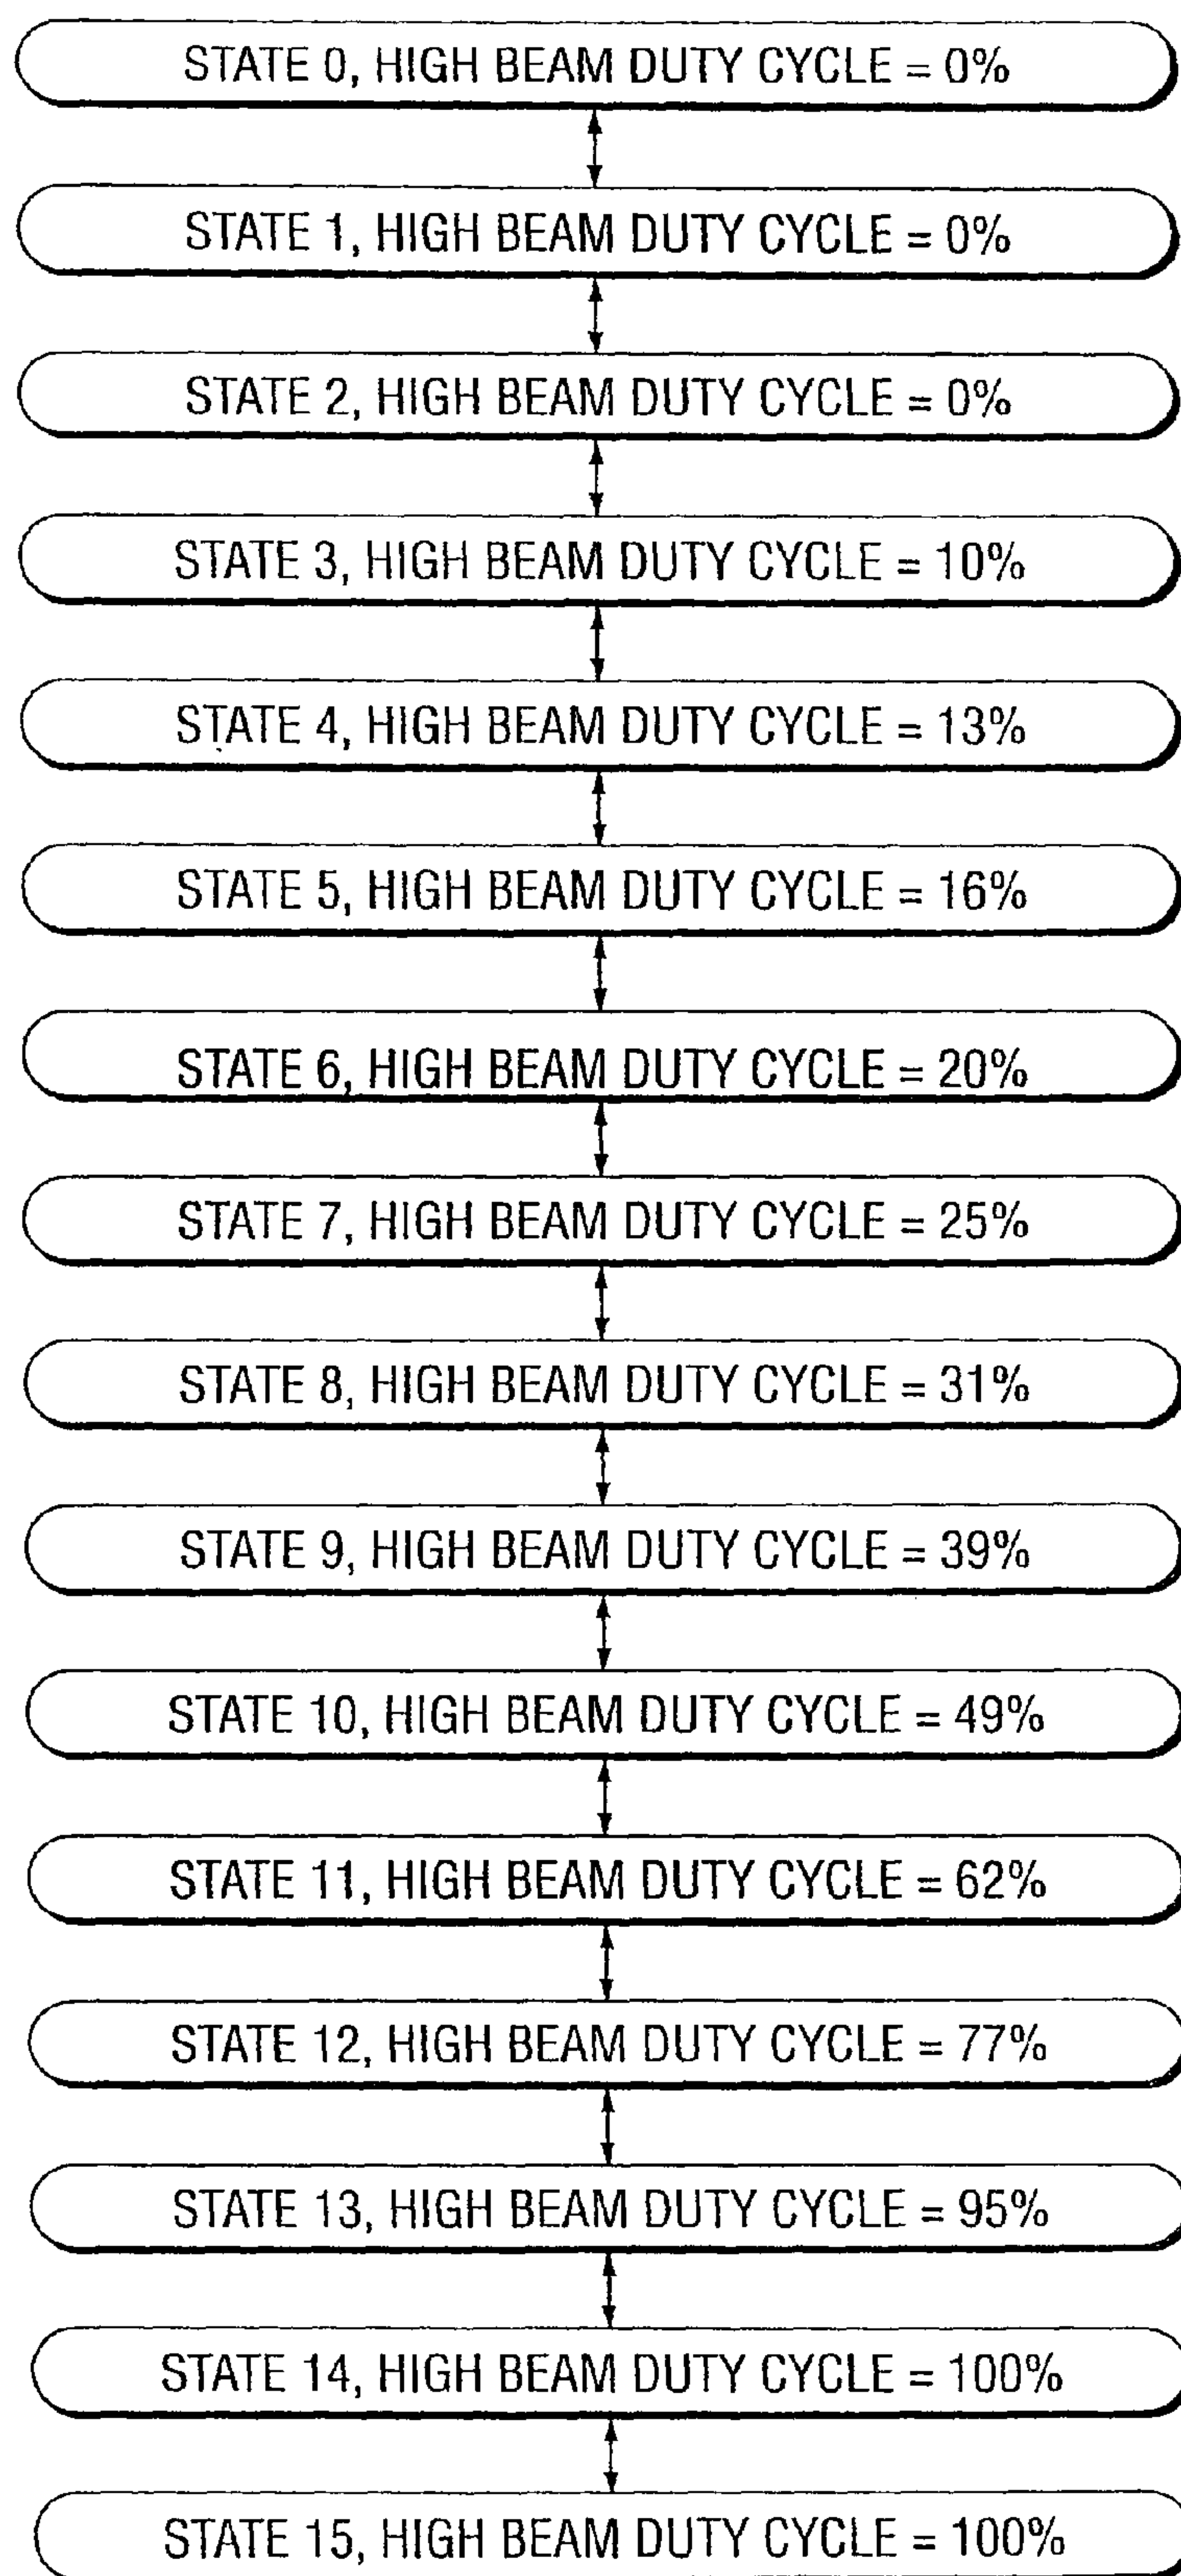 STATE 0, HIGH BEAM DUTY CYCLE = 0%
STATE 1, HIGH BEAM DUTY CYCLE = 0%
STATE 2, HIGH BEAM DUTY CYCLE = 0%
STATE 3, HIGH BEAM DUTY CYCLE = 10%
STATE 4, HIGH BEAM DUTY CYCLE = 13%
STATE 5, HIGH BEAM DUTY CYCLE = 16%
STATE 6, HIGH BEAM DUTY CYCLE = 20%
STATE 7, HIGH BEAM DUTY CYCLE = 25%
STATE 8, HIGH BEAM DUTY CYCLE = 31%
STATE 9, HIGH BEAM DUTY CYCLE = 39%
STATE 10, HIGH BEAM DUTY CYCLE = 49%
STATE 11, HIGH BEAM DUTY CYCLE = 62%
STATE 12, HIGH BEAM DUTY CYCLE = 77%
STATE 13, HIGH BEAM DUTY CYCLE = 95%
STATE 14, HIGH BEAM DUTY CYCLE = 100%
STATE 15, HIGH BEAM DUTY CYCLE = 100%